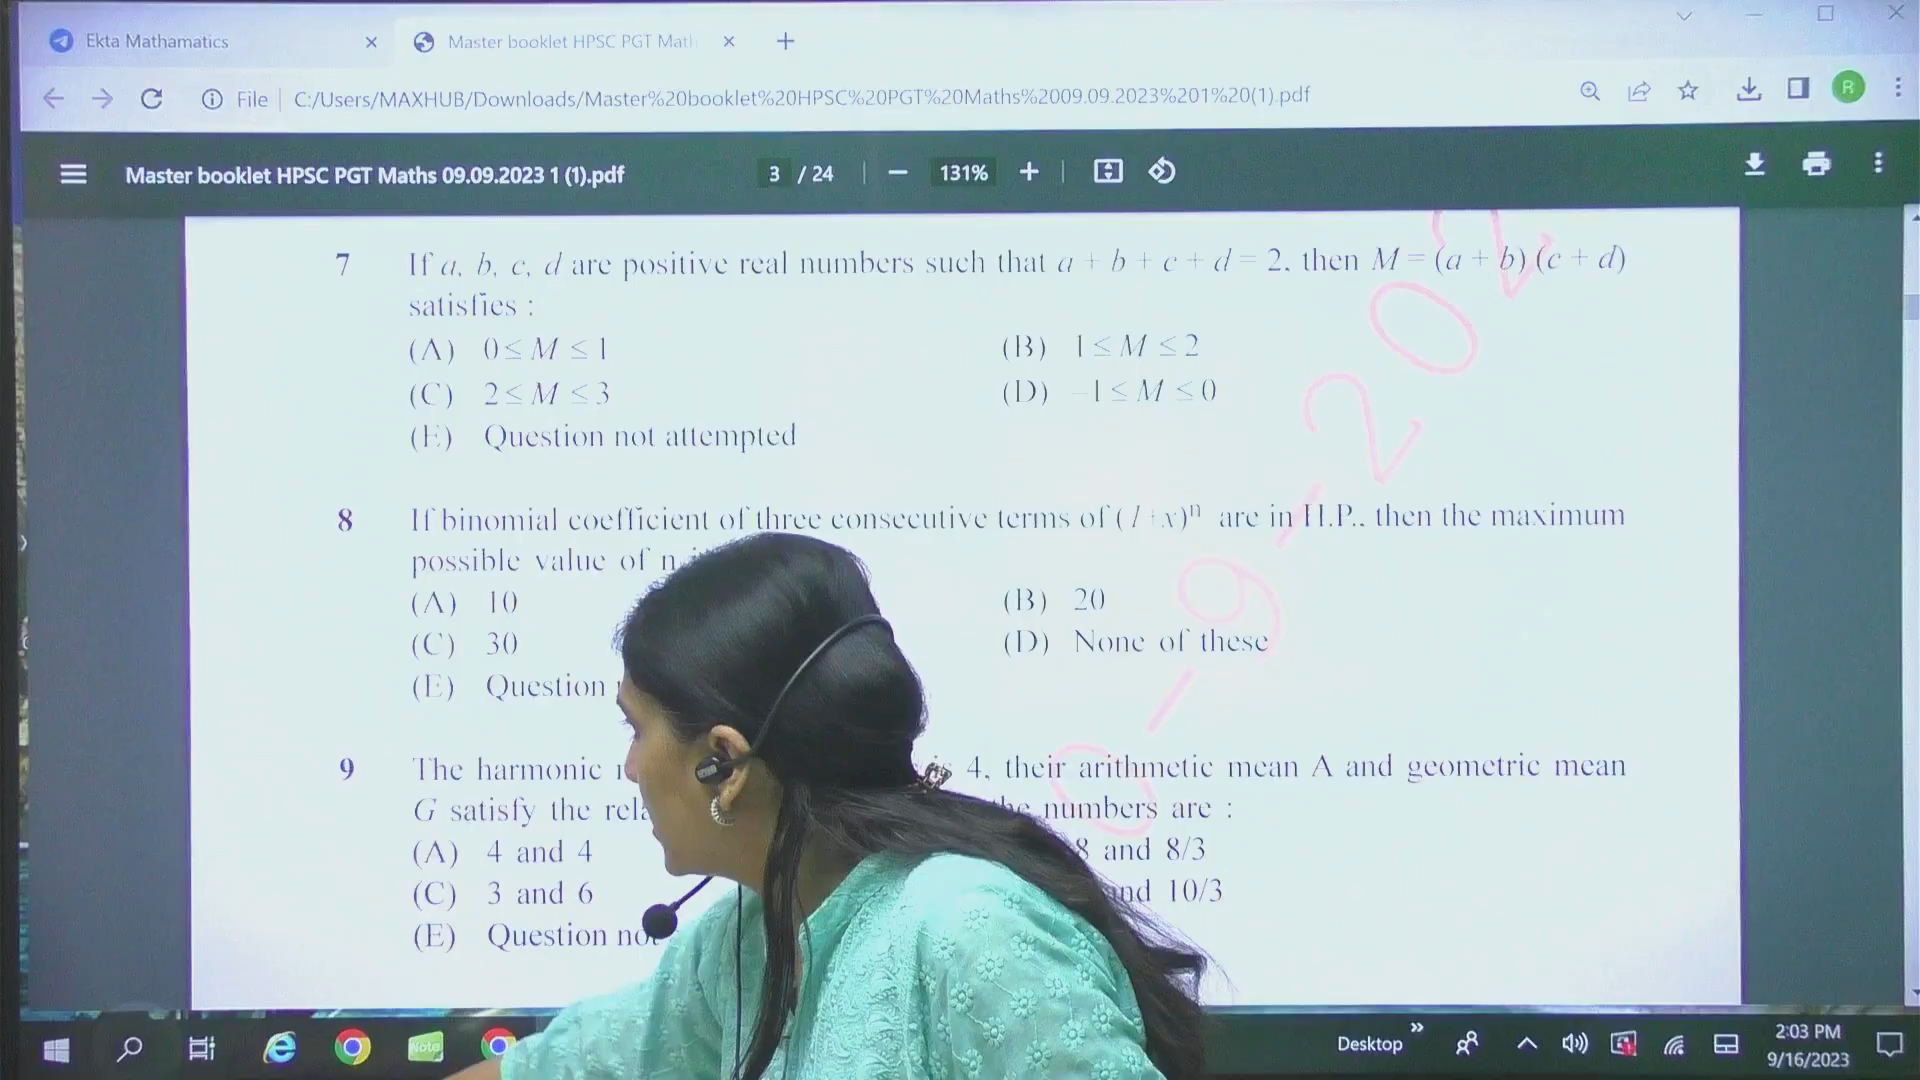 Ekta Mathamatics
Master booklet HPSC PGT Math
File C:/Users/MAXHUB/Downloads/Master%20booklet%20HPSC%20PGT%20Maths%2009.09.2023%201%20(1).pdf
R
Master booklet HPSC PGT Maths 09.09.2023 1 (1).pdf 3 / 24 131%
7 If a, b, c, d are positive real numbers such that a + b + c + d = 2, then M = (a + b) (c + d)
satisfies :
(A) 0 ≤ M ≤ 1 (B) 1 ≤ M ≤ 2
(C) 2 ≤ M ≤ 3 (D) −1 ≤ M ≤ 0
(E) Question not attempted
8 If binomial coefficient of three consecutive terms of (1+x)ⁿ are in H.P., then the maximum
possible value of n
(A) 10 (B) 20
(C) 30 (D) None of these
(E) Question
9 The harmonic 4, their arithmetic mean A and geometric mean
G satisfy the numbers are :
(A) 4 and 4 8 and 8/3
(C) 3 and 6 and 10/3
(E) Question
Note
Desktop
2:03 PM
9/16/2023